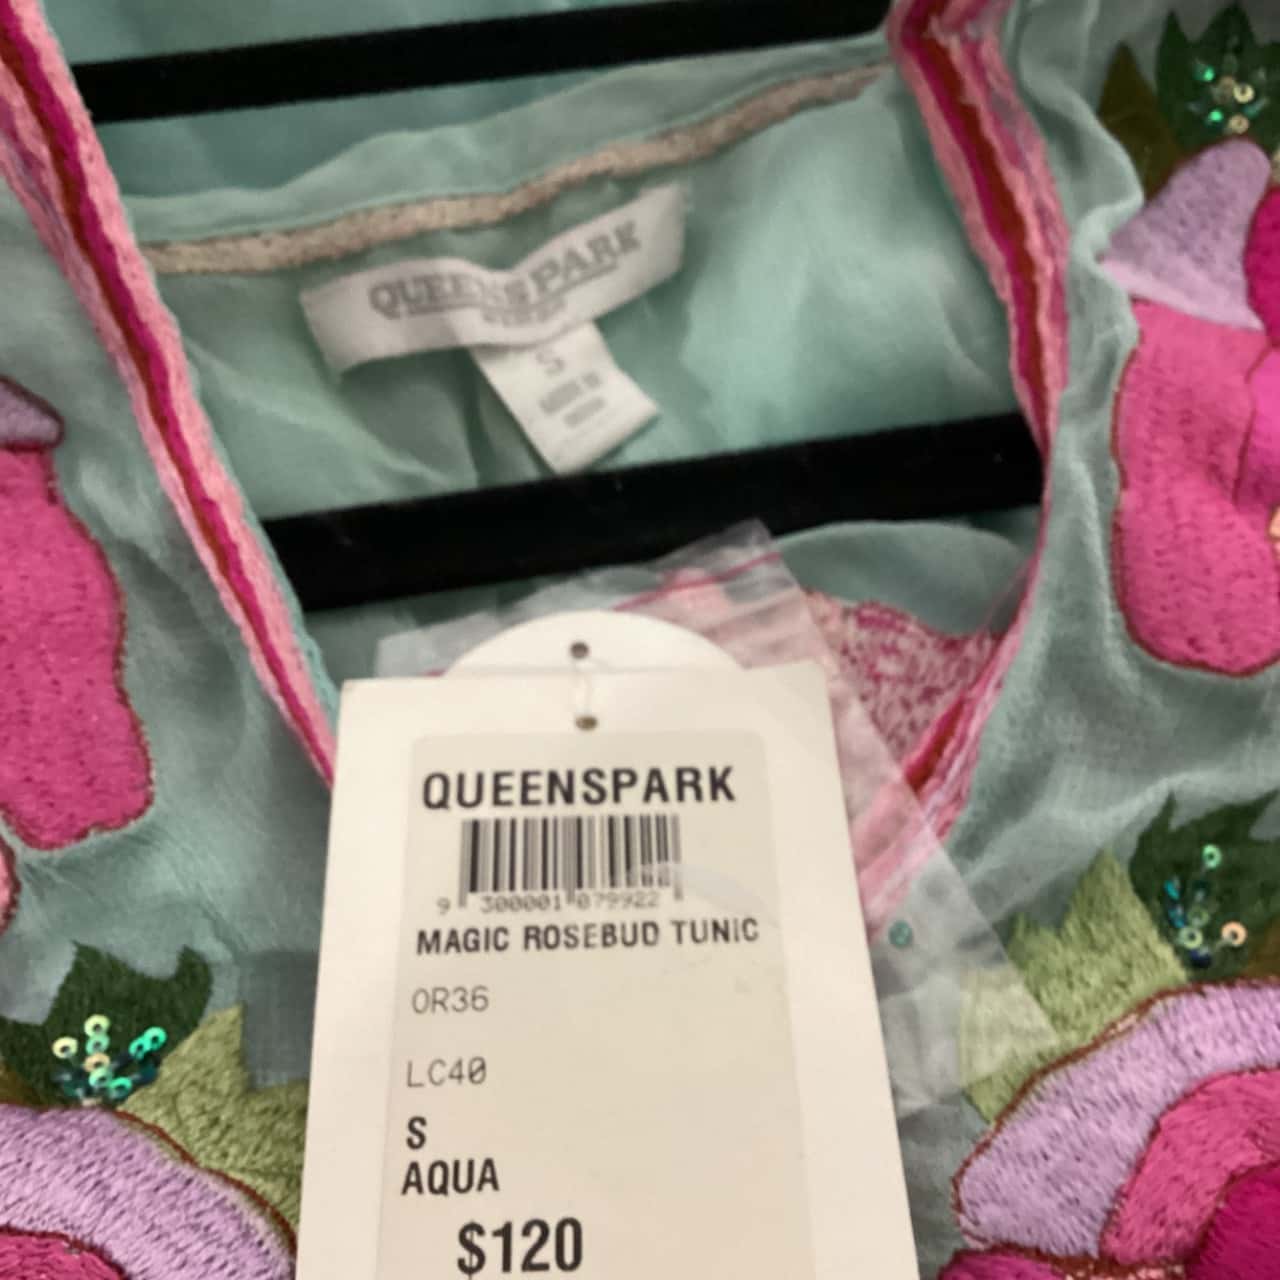 QUEENSPARK
S
QUEENSPARK
9 300001 079922
MAGIC ROSEBUD TUNIC
OR36
LC40
S
AQUA
$120